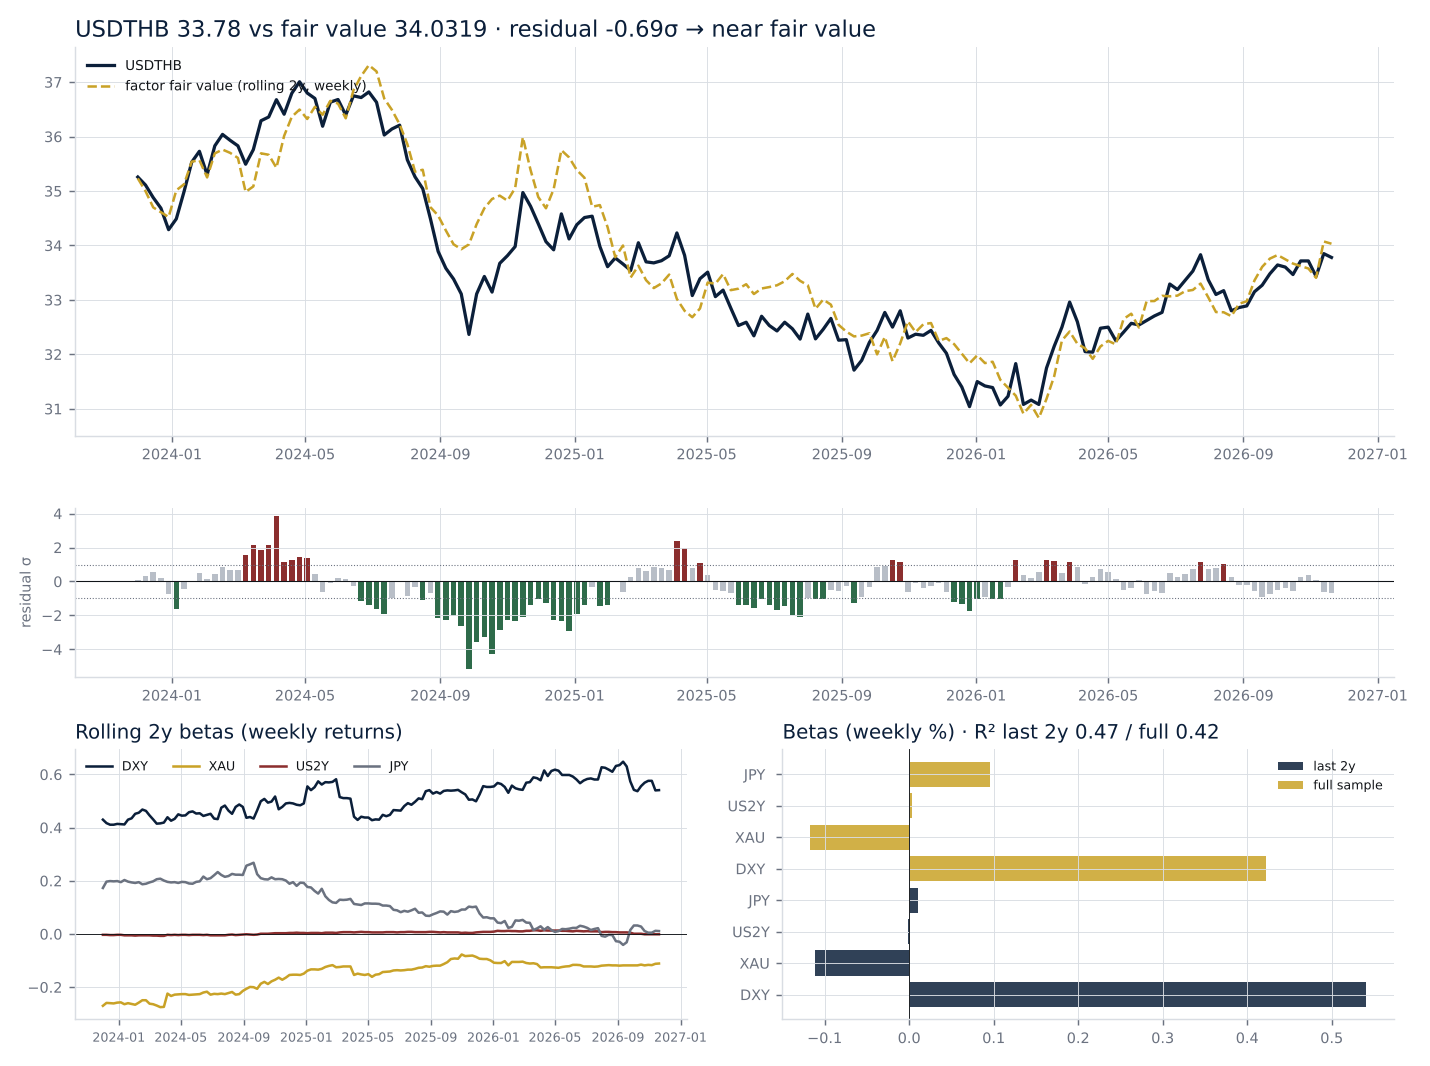 USDTHB 33.78 vs fair value 34.0319 · residual -0.69σ → near fair value
USDTHB
factor fair value (rolling 2y, weekly)
37
36
35
34
33
32
31
2024-01 2024-05 2024-09 2025-01 2025-05 2025-09 2026-01 2026-05 2026-09 2027-01
residual σ
4
2
0
−2
−4
2024-01 2024-05 2024-09 2025-01 2025-05 2025-09 2026-01 2026-05 2026-09 2027-01
Rolling 2y betas (weekly returns)
DXY XAU US2Y JPY
0.6
0.4
0.2
0.0
−0.2
2024-01 2024-05 2024-09 2025-01 2025-05 2025-09 2026-01 2026-05 2026-09 2027-01
Betas (weekly %) · R² last 2y 0.47 / full 0.42
last 2y
full sample
JPY
US2Y
XAU
DXY
JPY
US2Y
XAU
DXY
−0.1 0.0 0.1 0.2 0.3 0.4 0.5